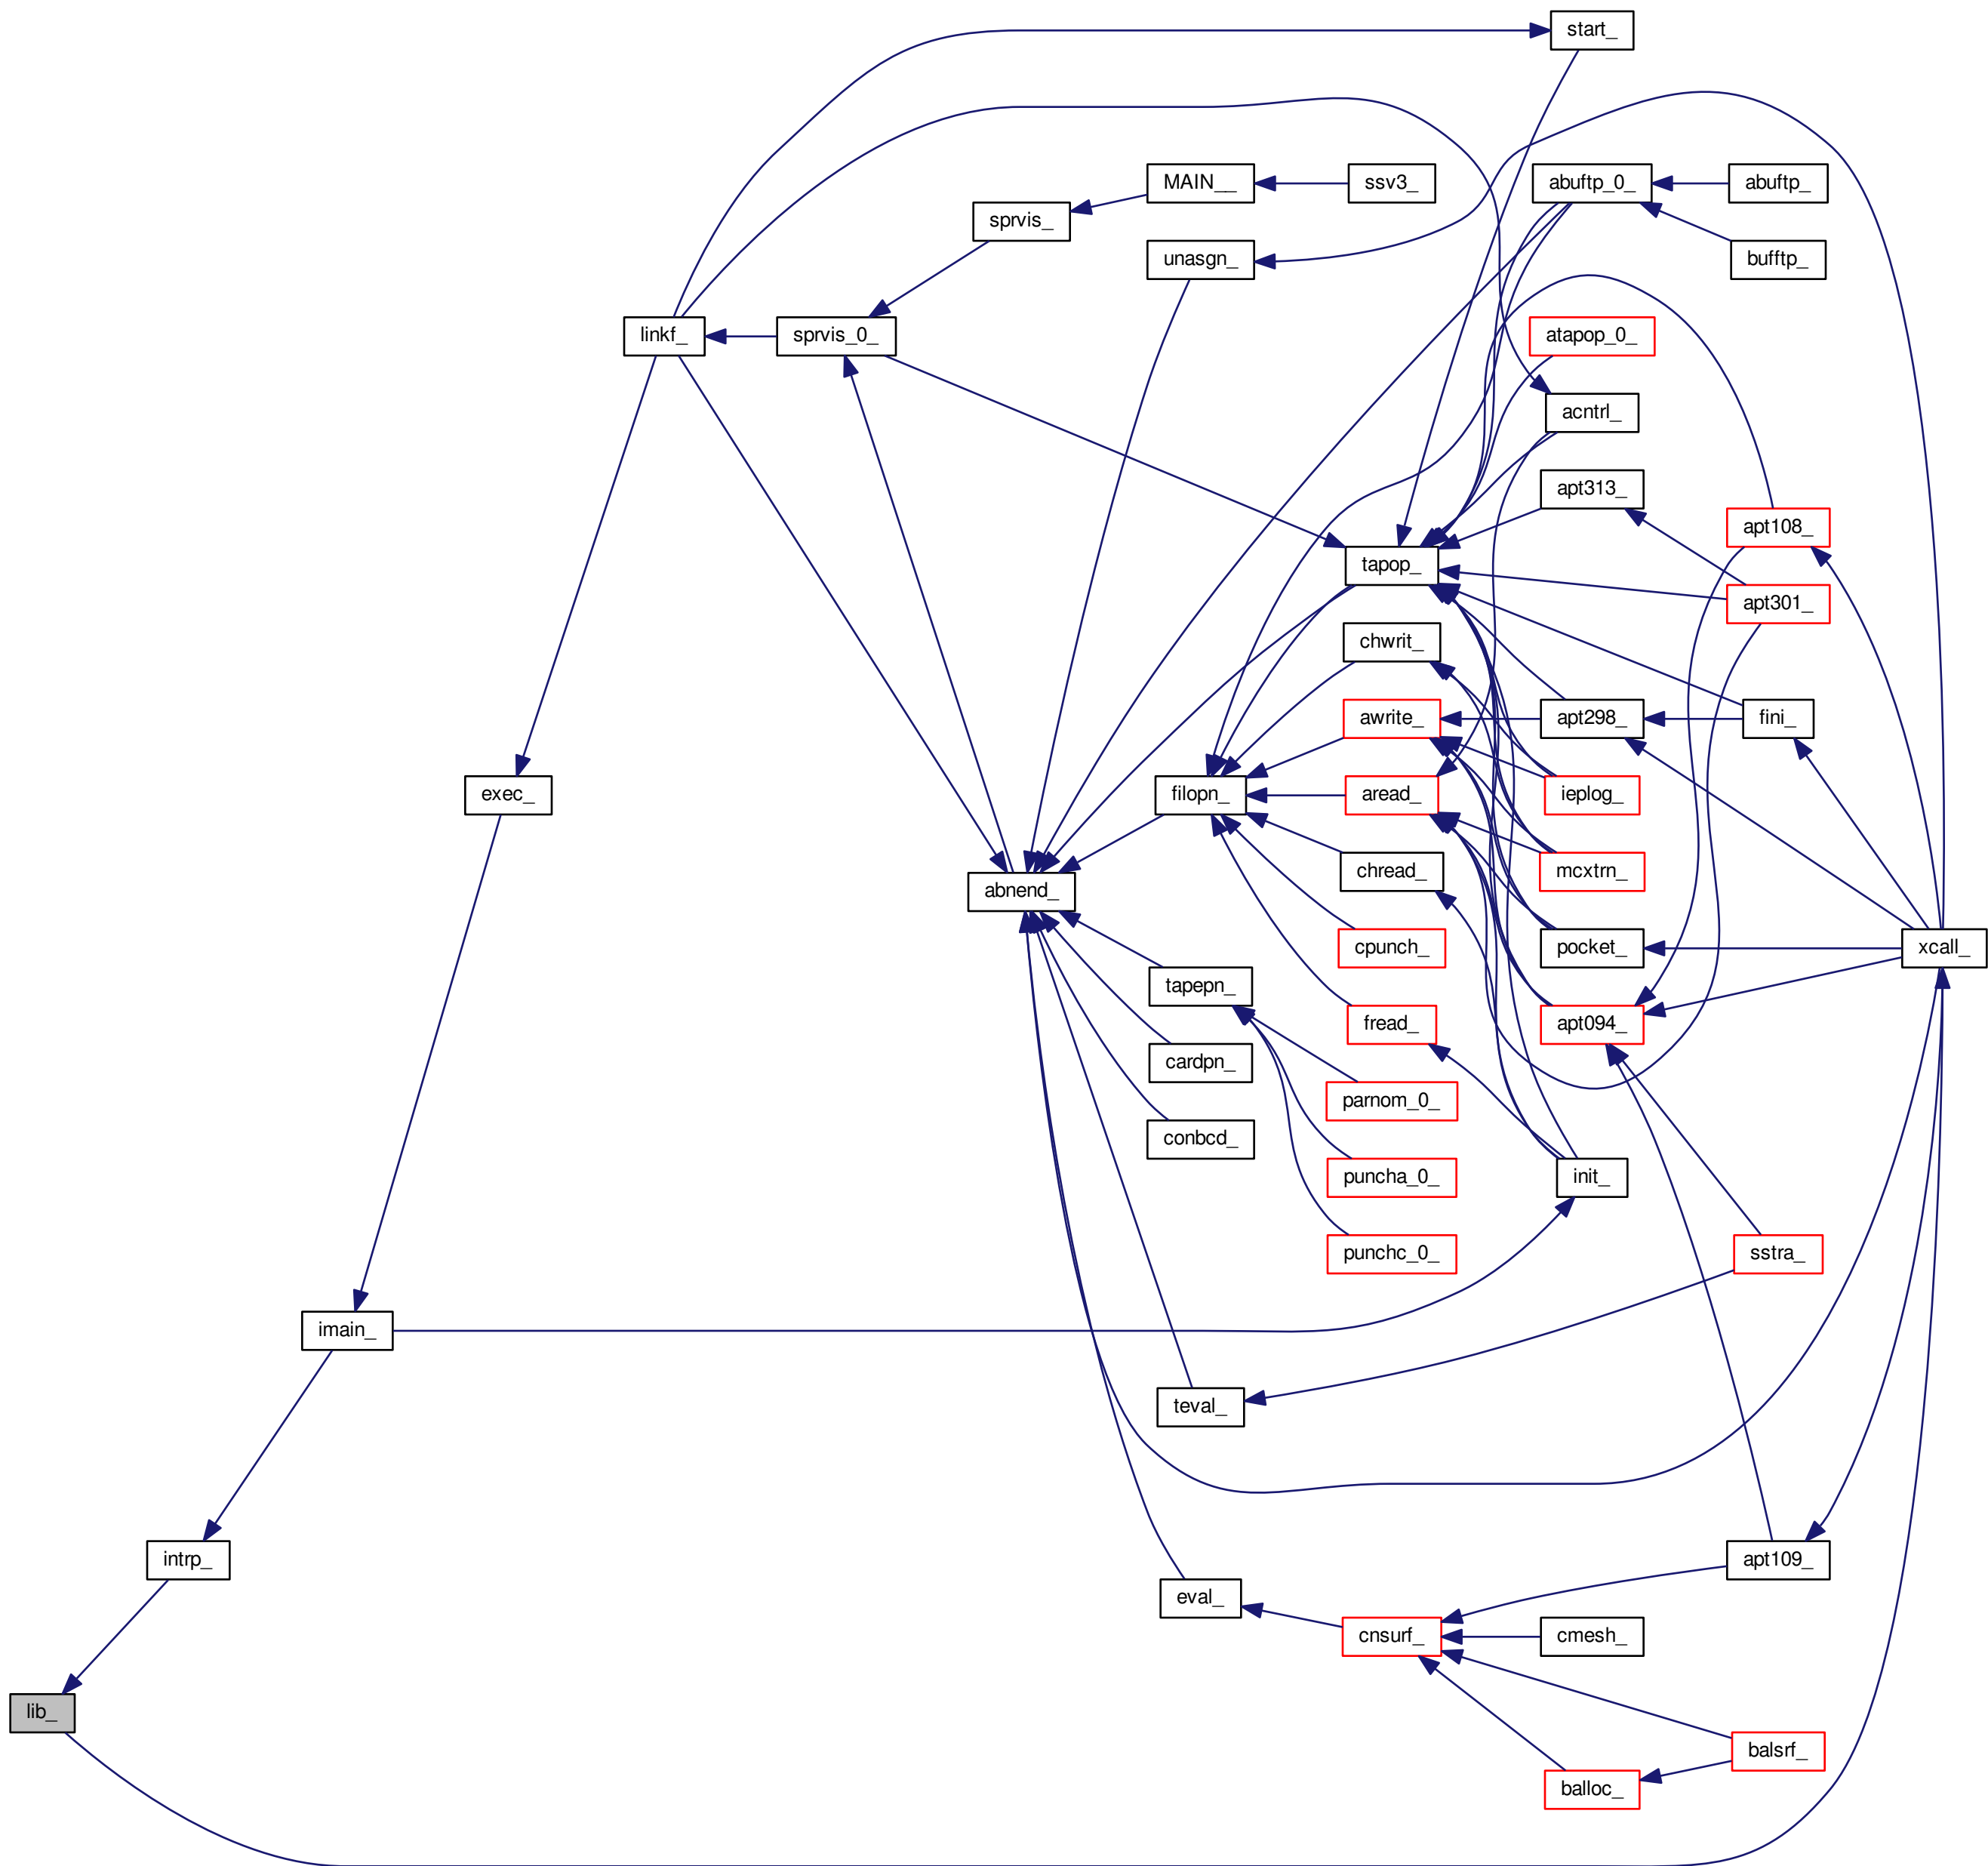 start_
MAIN__
ssv3_
abuftp_0_
abuftp_
sprvis_
unasgn_
bufftp_
linkf_
sprvis_0_
atapop_0_
acntrl_
apt313_
apt108_
tapop_
apt301_
chwrit_
awrite_
apt298_
fini_
exec_
filopn_
aread_
ieplog_
abnend_
chread_
mcxtrn_
cpunch_
pocket_
xcall_
tapepn_
fread_
apt094_
cardpn_
parnom_0_
conbcd_
puncha_0_
init_
punchc_0_
sstra_
imain_
teval_
intrp_
apt109_
eval_
cnsurf_
cmesh_
lib_
balsrf_
balloc_